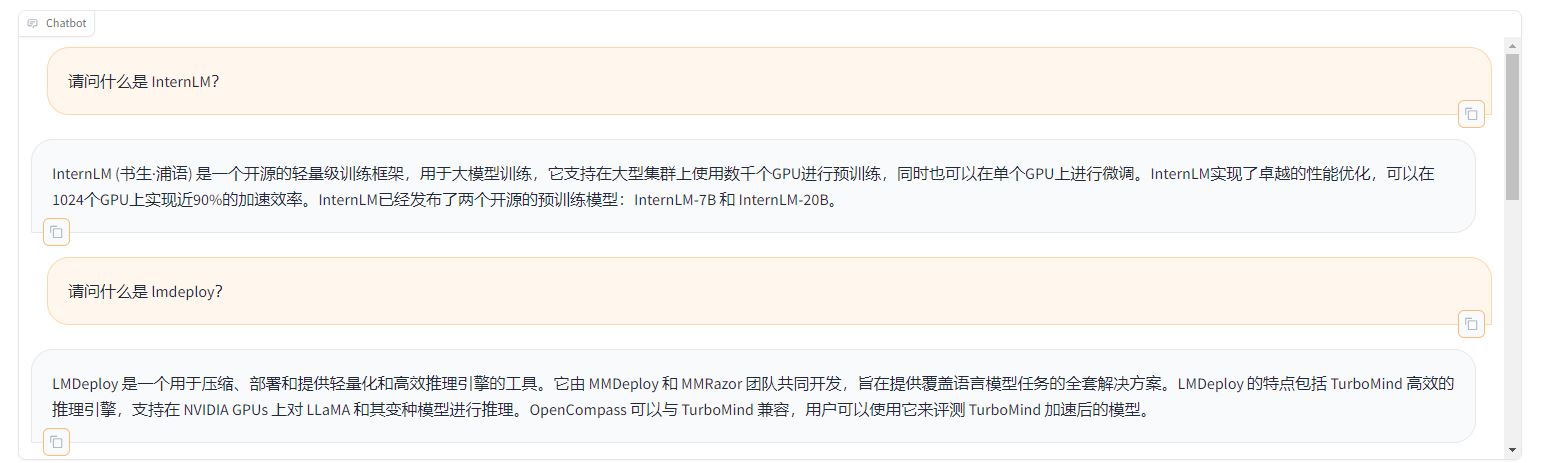 Chatbot
请问什么是 InternLM?
InternLM (书生·浦语) 是一个开源的轻量级训练框架，用于大模型训练，它支持在大型集群上使用数千个GPU进行预训练，同时也可以在单个GPU上进行微调。InternLM实现了卓越的性能优化，可以在
1024个GPU上实现近90%的加速效率。InternLM已经发布了两个开源的预训练模型：InternLM-7B 和 InternLM-20B。
请问什么是 lmdeploy?
LMDeploy 是一个用于压缩、部署和提供轻量化和高效推理引擎的工具。它由 MMDeploy 和 MMRazor 团队共同开发，旨在提供覆盖语言模型任务的全套解决方案。LMDeploy 的特点包括 TurboMind 高效的
推理引擎，支持在 NVIDIA GPUs 上对 LLaMA 和其变种模型进行推理。OpenCompass 可以与 TurboMind 兼容，用户可以使用它来评测 TurboMind 加速后的模型。